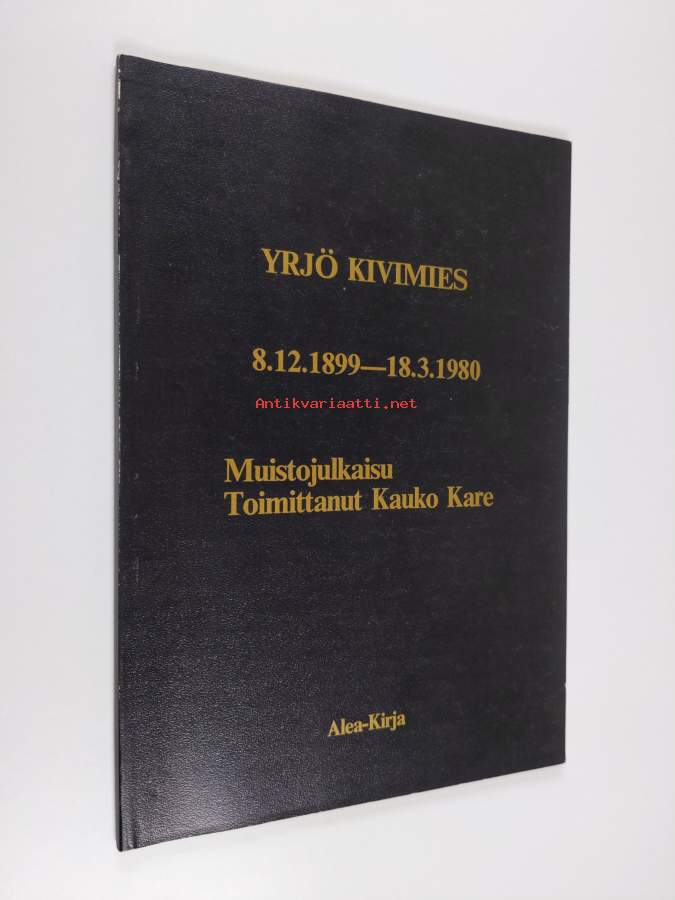 YRJÖ KIVIMIES
8.12.1899—18.3.1980
Antikvariaatti.net
Muistojulkaisu
Toimittanut Kauko Kare
Alea-Kirja